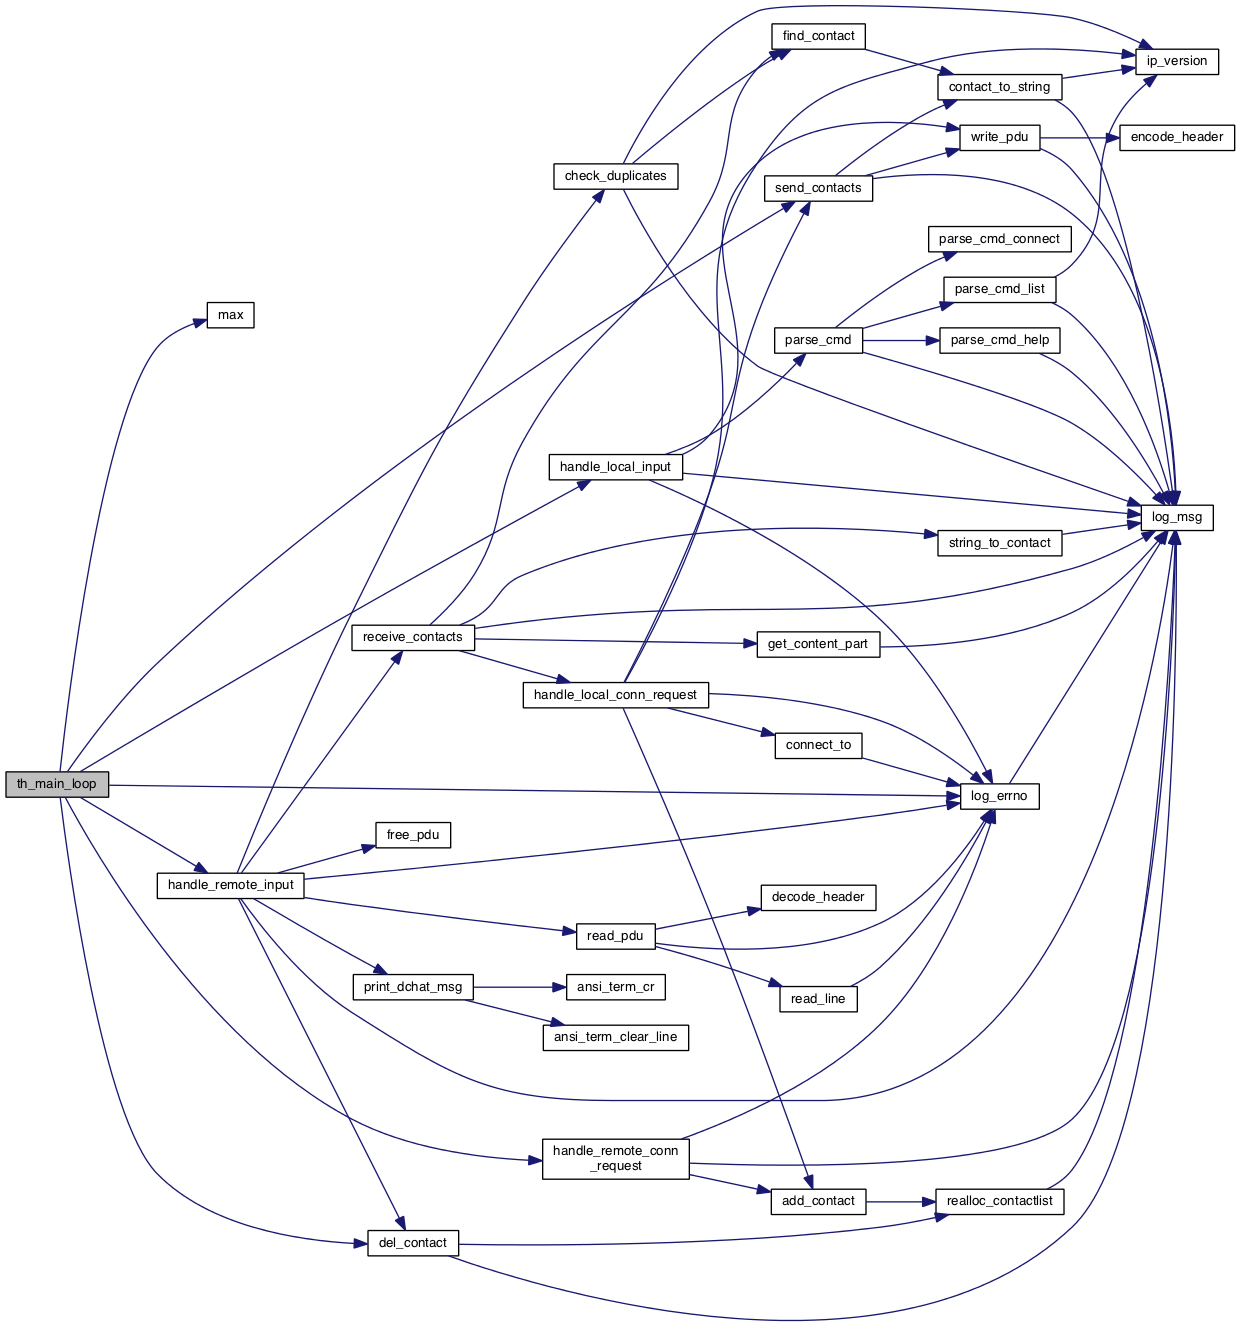 find_contact
ip_version
contact_to_string
write_pdu
encode_header
check_duplicates
send_contacts
parse_cmd_connect
parse_cmd_list
max
parse_cmd
parse_cmd_help
handle_local_input
log_msg
string_to_contact
receive_contacts
get_content_part
handle_local_conn_request
connect_to
th_main_loop
log_errno
free_pdu
handle_remote_input
decode_header
read_pdu
print_dchat_msg
ansi_term_cr
read_line
ansi_term_clear_line
handle_remote_conn
_request
add_contact
realloc_contactlist
del_contact